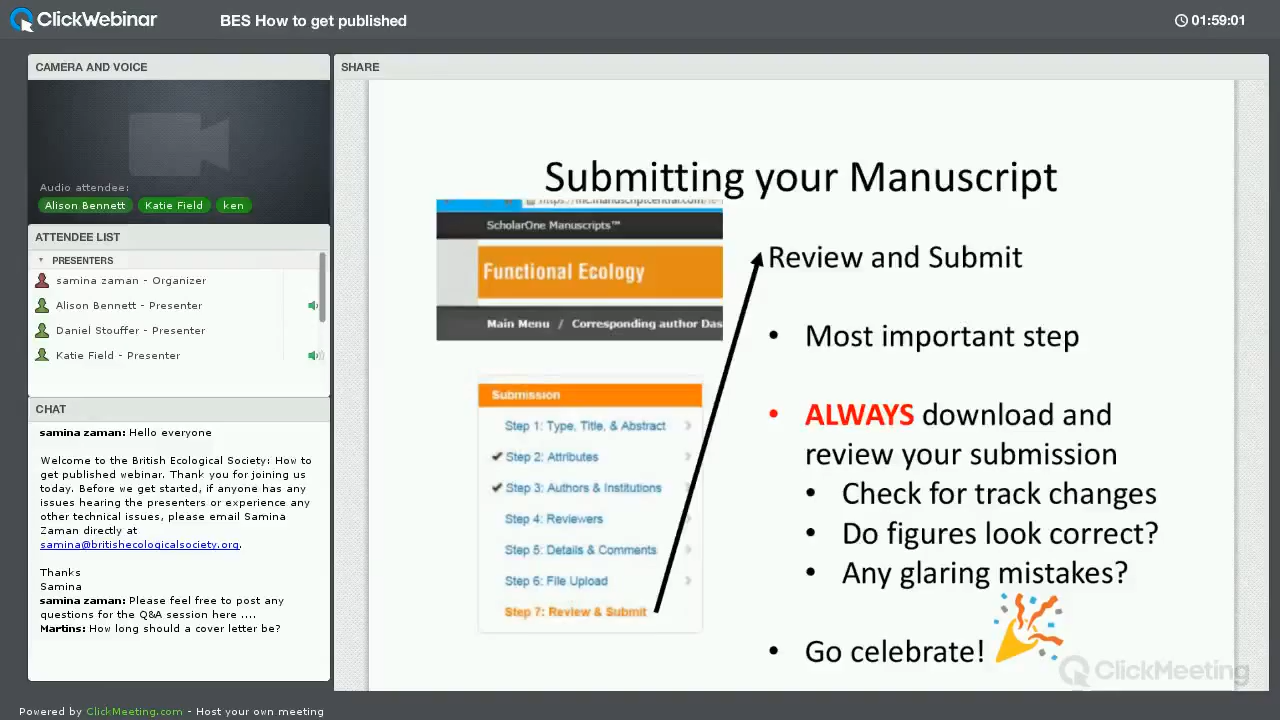 ClickWebinar
BES How to get published
01:59:01
CAMERA AND VOICE
Audio attendee:
Alison Bennett Katie Field ken
ATTENDEE LIST
PRESENTERS
samina zaman - Organizer
Alison Bennett - Presenter
Daniel Stouffer - Presenter
Katie Field - Presenter
CHAT
samina zaman: Hello everyone
Welcome to the British Ecological Society: How to
get published webinar. Thank you for joining us
today. Before we get started, if anyone has any
issues hearing the presenters or experience any
other technical issues, please email Samina
Zaman directly at
samina@britishecologicalsociety.org.
Thanks
Samina
samina zaman: Please feel free to post any
questions for the Q&A session here ....
Martins: How long should a cover letter be?
SHARE
Submitting your Manuscript
ScholarOne Manuscripts™
Functional Ecology
Main Menu / Corresponding author Das
Submission
Step 1: Type, Title, & Abstract
Step 2: Attributes
Step 3: Authors & Institutions
Step 4: Reviewers
Step 5: Details & Comments
Step 6: File Upload
Step 7: Review & Submit
Review and Submit
• Most important step
• ALWAYS download and
review your submission
• Check for track changes
• Do figures look correct?
• Any glaring mistakes?
• Go celebrate!
ClickMeeting
Powered by ClickMeeting.com - Host your own meeting